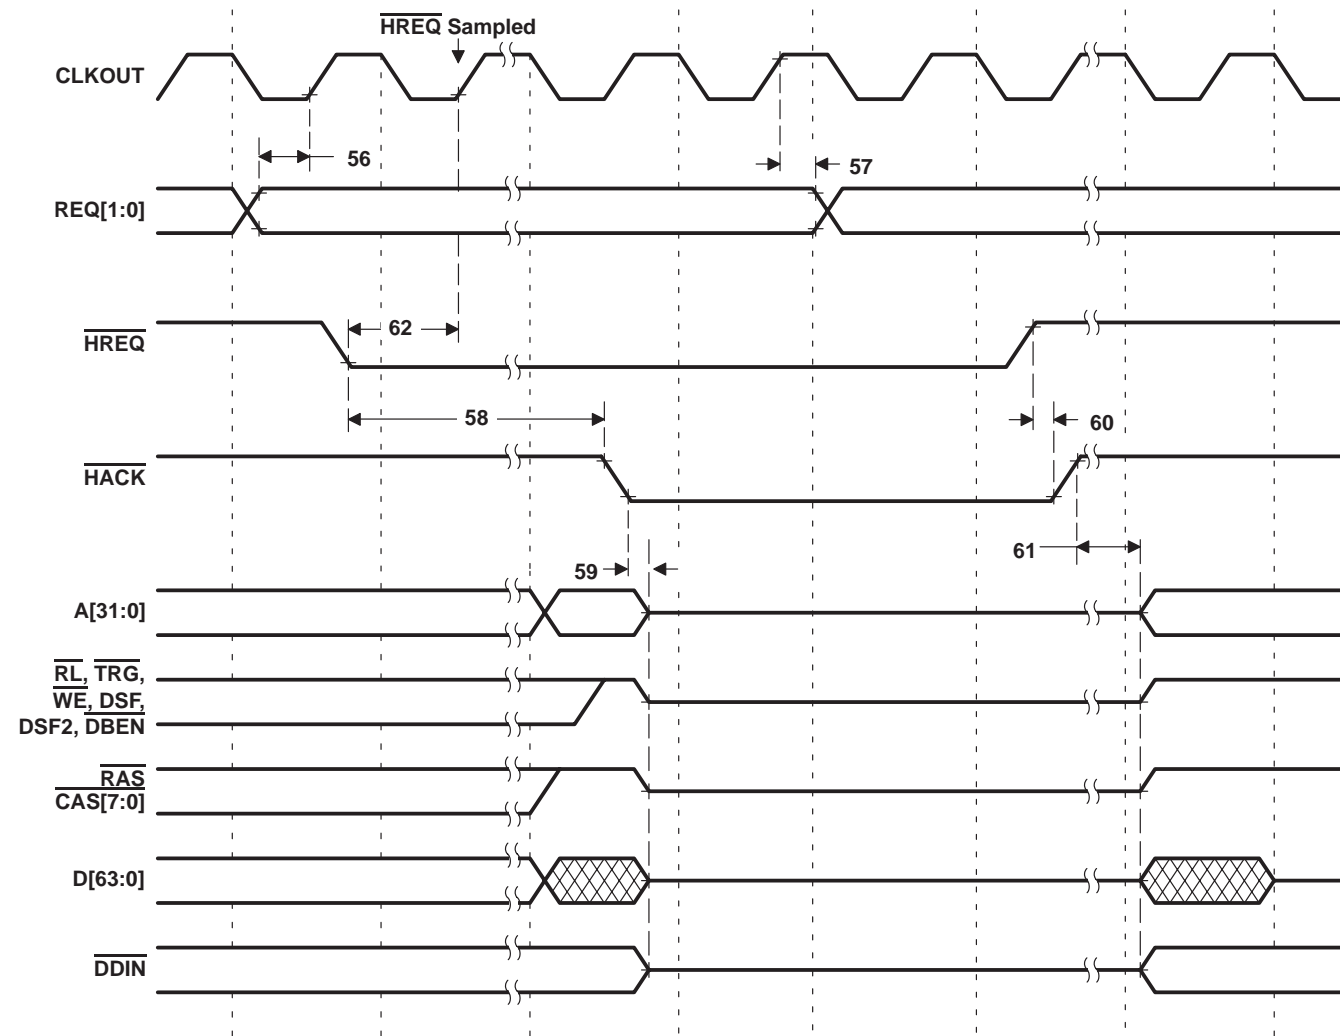 HREQ Sampled
CLKOUT
56
57
REQ[1:0]
62
HREQ
58
60
HACK
61
59
A[31:0]
RL, TRG,
WE, DSF,
DSF2, DBEN
RAS
CAS[7:0]
D[63:0]
DDIN